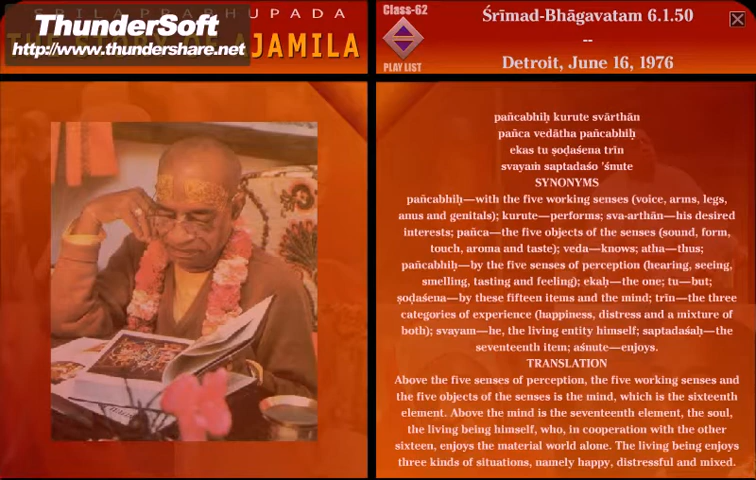 SRILA PRABHUPADA
ThunderSoft
http://www.thundershare.net
AJAMILA
Class-62
PLAY LIST
Śrīmad-Bhāgavatam 6.1.50
--
Detroit, June 16, 1976
pañcabhiḥ kurute svārthān
pañca vedātha pañcabhiḥ
ekas tu ṣoḍaśena trīn
svayaṁ saptadaśo 'śnute
SYNONYMS
pañcabhiḥ—with the five working senses (voice, arms, legs,
anus and genitals); kurute—performs; sva-arthān—his desired
interests; pañca—the five objects of the senses (sound, form,
touch, aroma and taste); veda—knows; atha—thus;
pañcabhiḥ—by the five senses of perception (hearing, seeing,
smelling, tasting and feeling); ekaḥ—the one; tu—but;
ṣoḍaśena—by these fifteen items and the mind; trīn—the three
categories of experience (happiness, distress and a mixture of
both); svayam—he, the living entity himself; saptadaśaḥ—the
seventeenth item; aśnute—enjoys.
TRANSLATION
Above the five senses of perception, the five working senses and
the five objects of the senses is the mind, which is the sixteenth
element. Above the mind is the seventeenth element, the soul,
the living being himself, who, in cooperation with the other
sixteen, enjoys the material world alone. The living being enjoys
three kinds of situations, namely happy, distressful and mixed.